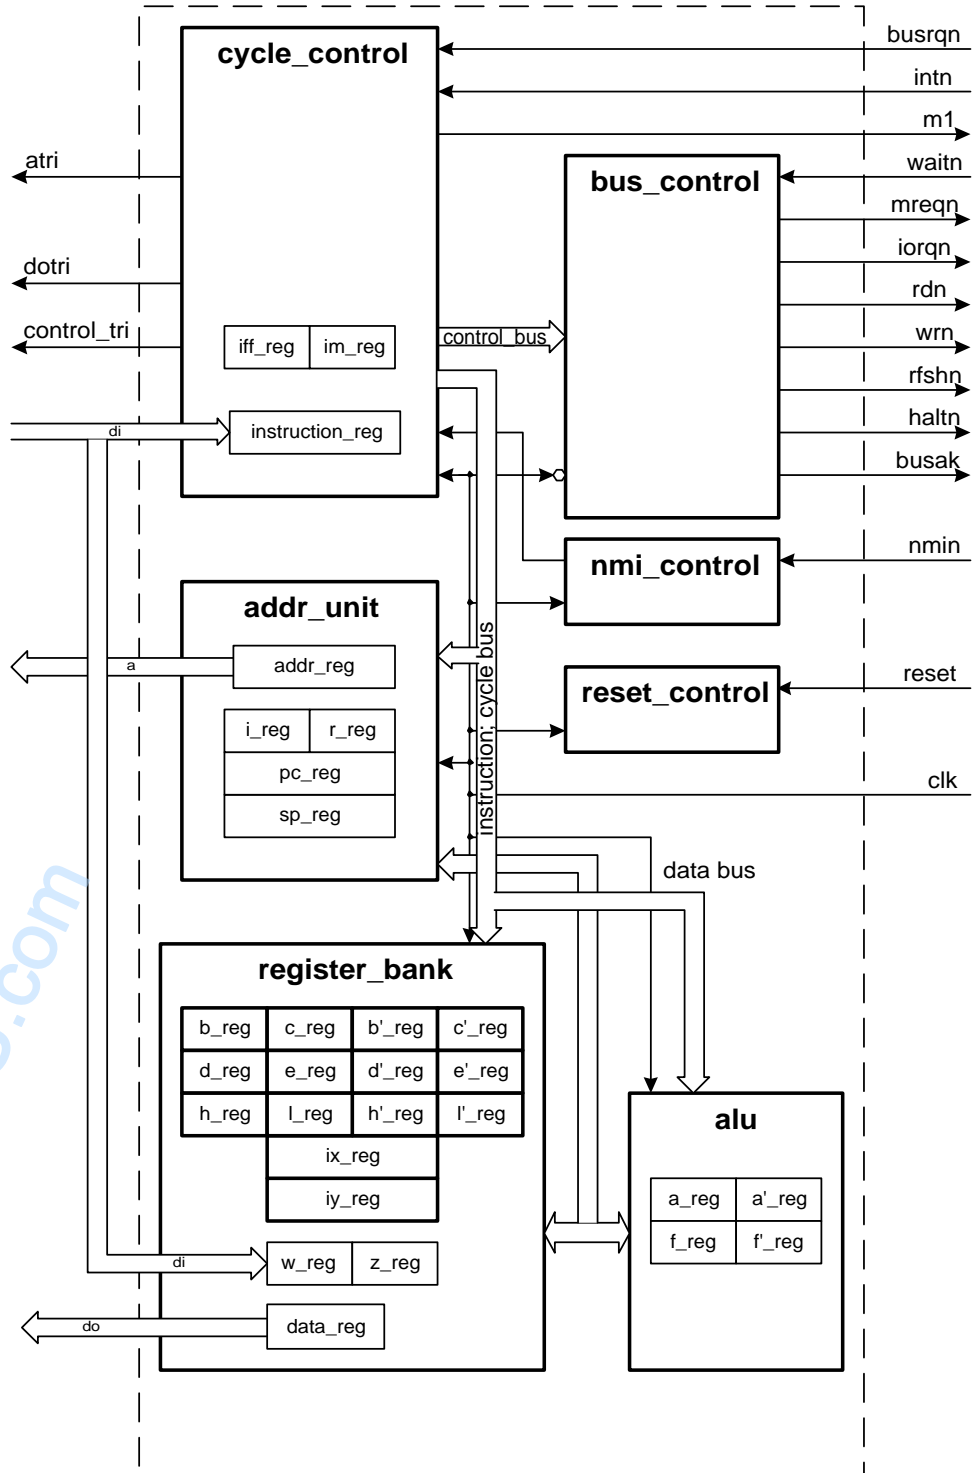 cycle_control
busrqn
intn
m1
atri
bus_control
waitn
mreqn
dotri
iorqn
rdn
control_tri
iff_reg
im_reg
control_bus
wrn
rfshn
di
instruction_reg
haltn
busak
nmi_control
nmin
addr_unit
a
addr_reg
instruction; cycle bus
reset_control
reset
i_reg
r_reg
pc_reg
clk
sp_reg
data bus
.com
register_bank
b_reg
c_reg
b'_reg
c'_reg
d_reg
e_reg
d'_reg
e'_reg
h_reg
l_reg
h'_reg
l'_reg
alu
ix_reg
iy_reg
a_reg
a'_reg
f_reg
f'_reg
di
w_reg
z_reg
do
data_reg